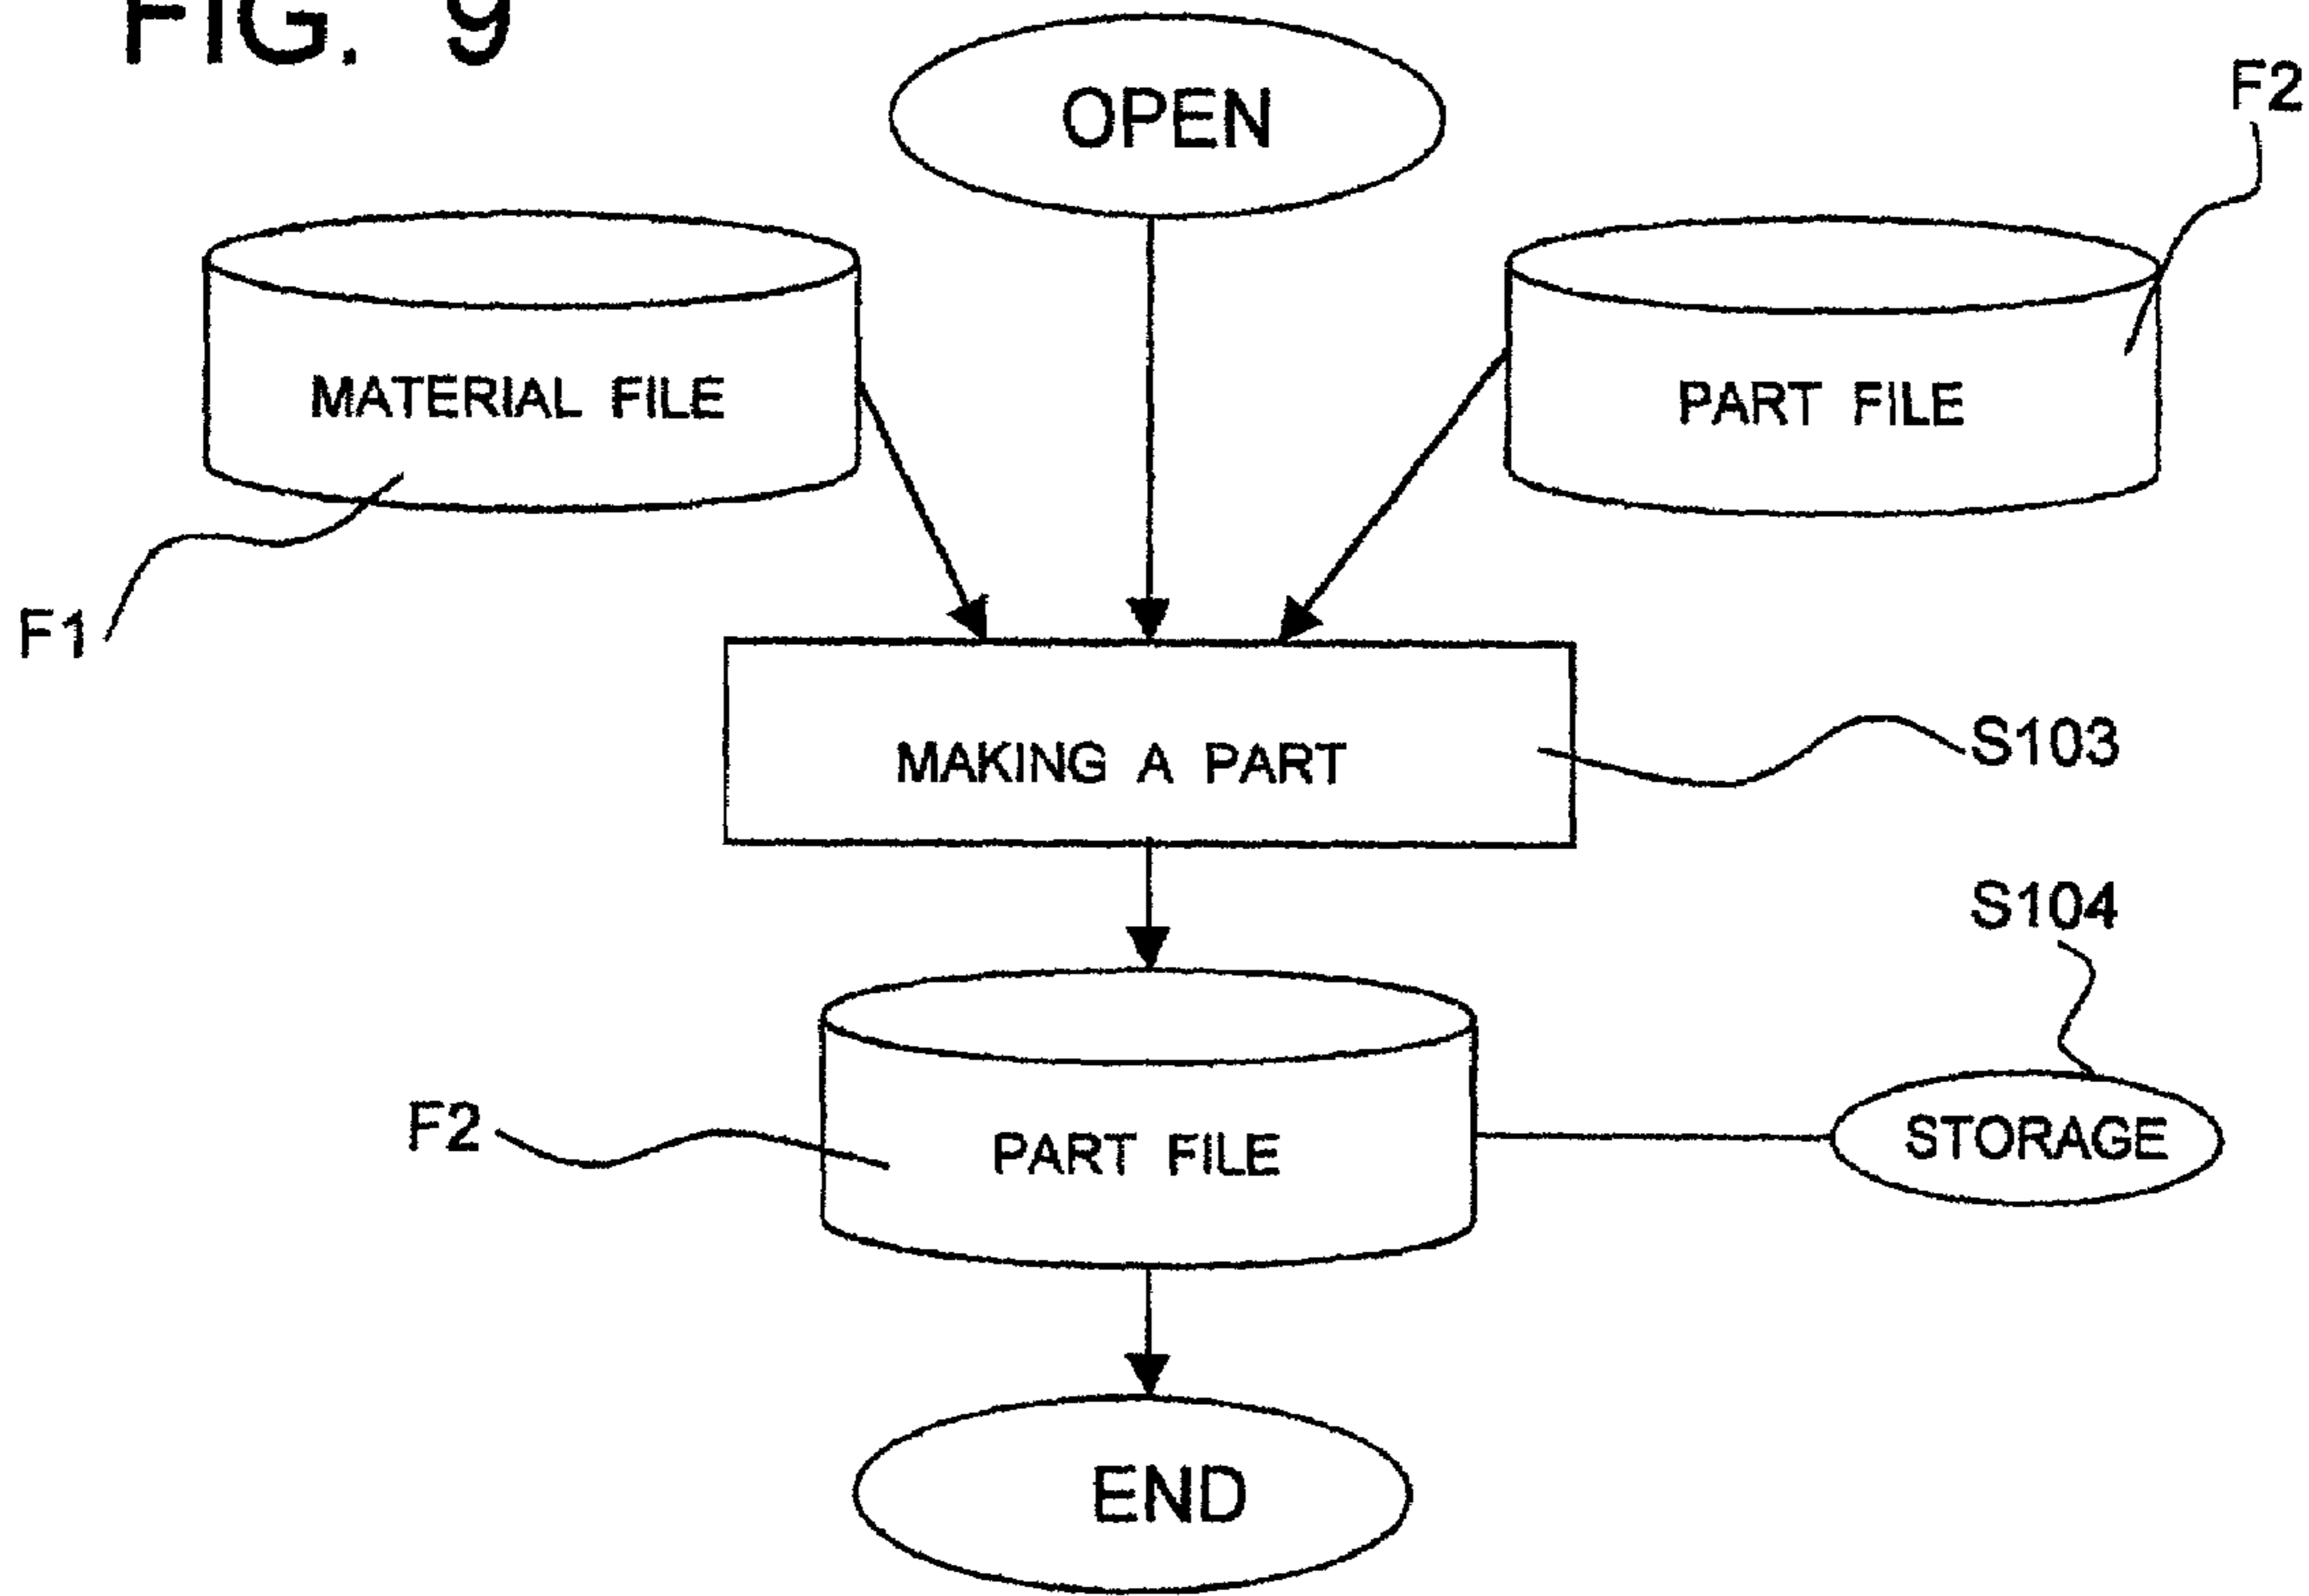 FIG. 9
OPEN
F2
MATERIAL FILE
PART FILE
F1
MAKING A PART
S103
S104
F2
PART FILE
STORAGE
END